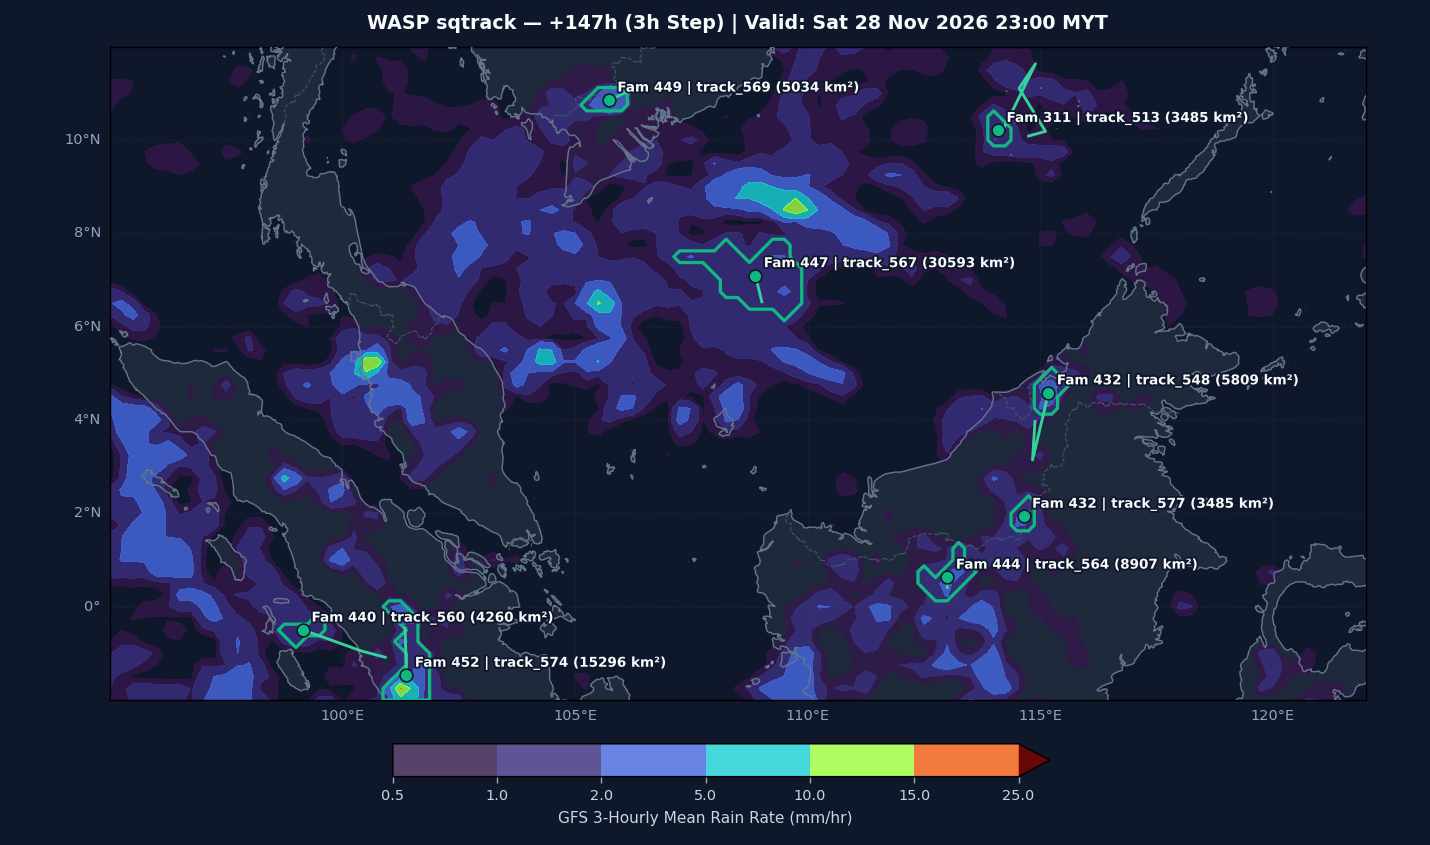 WASP sqtrack — +147h (3h Step) | Valid: Sat 28 Nov 2026 23:00 MYT
Fam 449 | track_569 (5034 km²)
Fam 311 | track_513 (3485 km²)
10°N
8°N
Fam 447 | track_567 (30593 km²)
6°N
Fam 432 | track_548 (5809 km²)
4°N
2°N
Fam 432 | track_577 (3485 km²)
Fam 444 | track_564 (8907 km²)
0°
Fam 440 | track_560 (4260 km²)
Fam 452 | track_574 (15296 km²)
100°E 105°E 110°E 115°E 120°E
0.5 1.0 2.0 5.0 10.0 15.0 25.0
GFS 3-Hourly Mean Rain Rate (mm/hr)